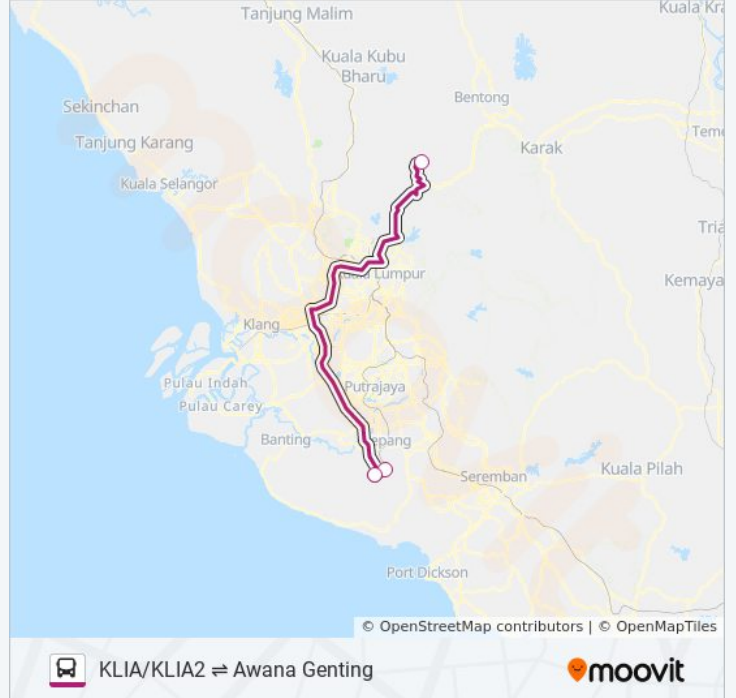 Tanjung Malim
Kuala Kra
Kuala Kubu
Bharu
Bentong
Sekinchan
Teme
Tanjung Karang
Karak
Kuala Selangor
Tria
Kuala Lumpur
Kemaya
Klang
Pulau Indah
Putrajaya
Pulau Carey
Banting
epang
Kuala Pilah
Seremban
Port Dickson
© OpenStreetMap contributors | © OpenMapTiles
KLIA/KLIA2 ⇌ Awana Genting
moovit